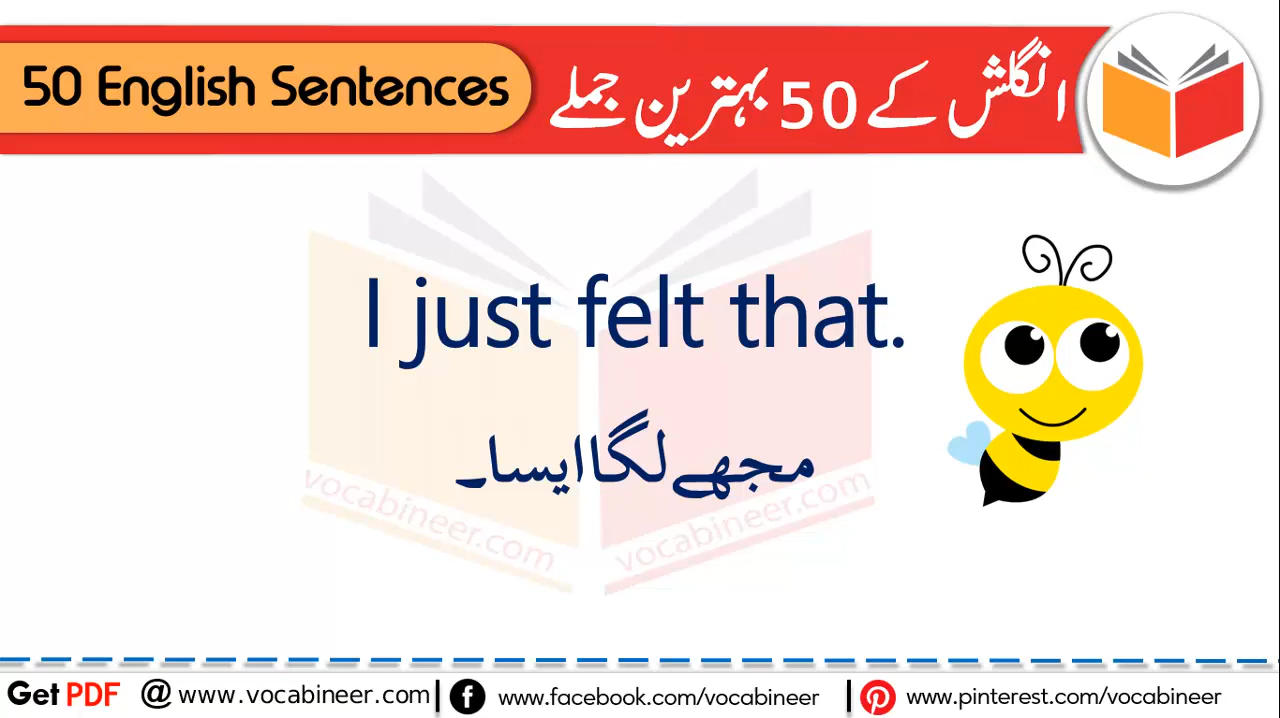 50 English Sentences
انگلش کے 50 بہترین جملے
I just felt that.
مجھے لگا ایسا۔
vocabineer.com vocabineer.com
Get PDF @ www.vocabineer.com | www.facebook.com/vocabineer | www.pinterest.com/vocabineer